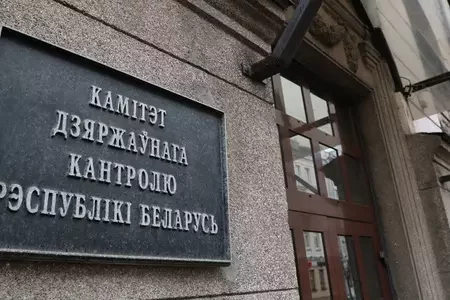 КАМІТЭТ
ДЗЯРЖАЎНАГА
КАНТРОЛЮ
РЭСПУБЛІКІ БЕЛАРУСЬ